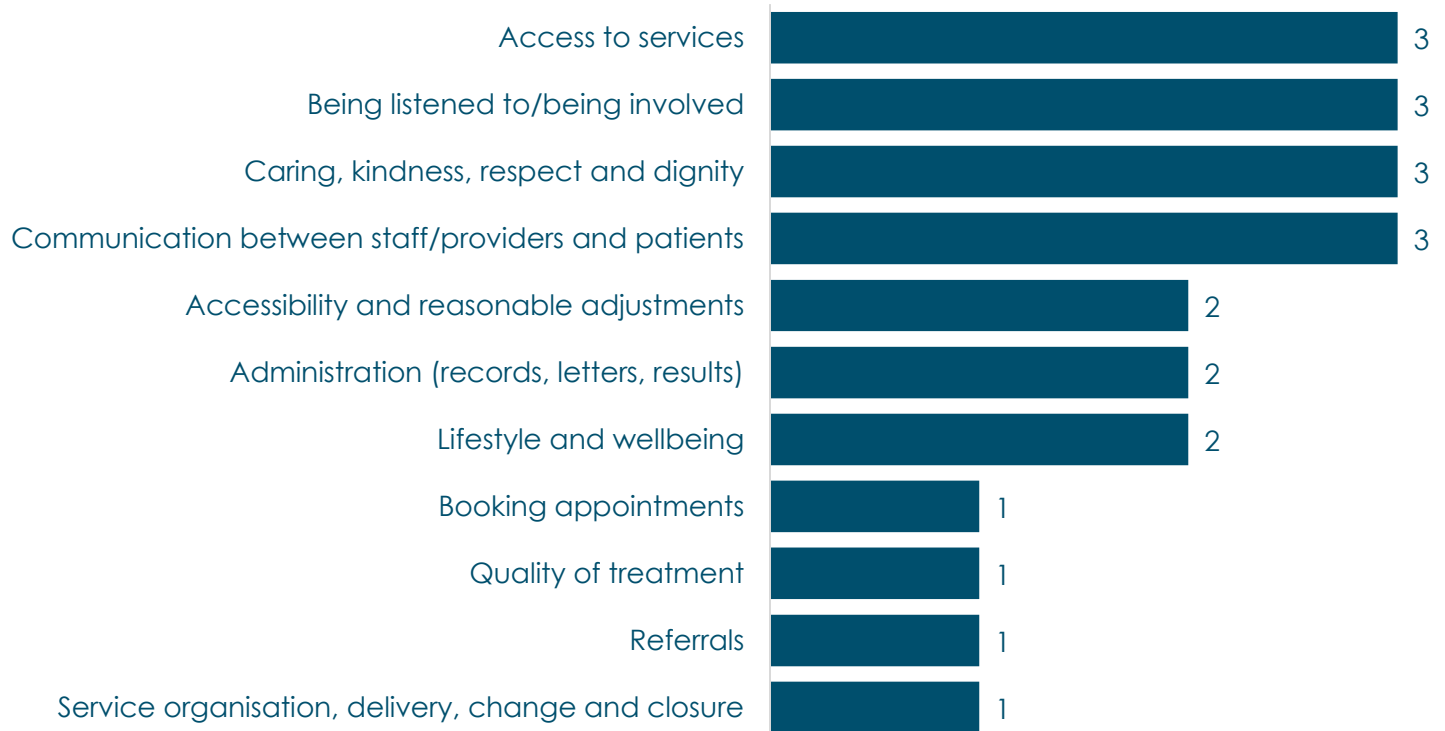 Access to services 3
Being listened to/being involved 3
Caring, kindness, respect and dignity 3
Communication between staff/providers and patients 3
Accessibility and reasonable adjustments 2
Administration (records, letters, results) 2
Lifestyle and wellbeing 2
Booking appointments 1
Quality of treatment 1
Referrals 1
Service organisation, delivery, change and closure 1